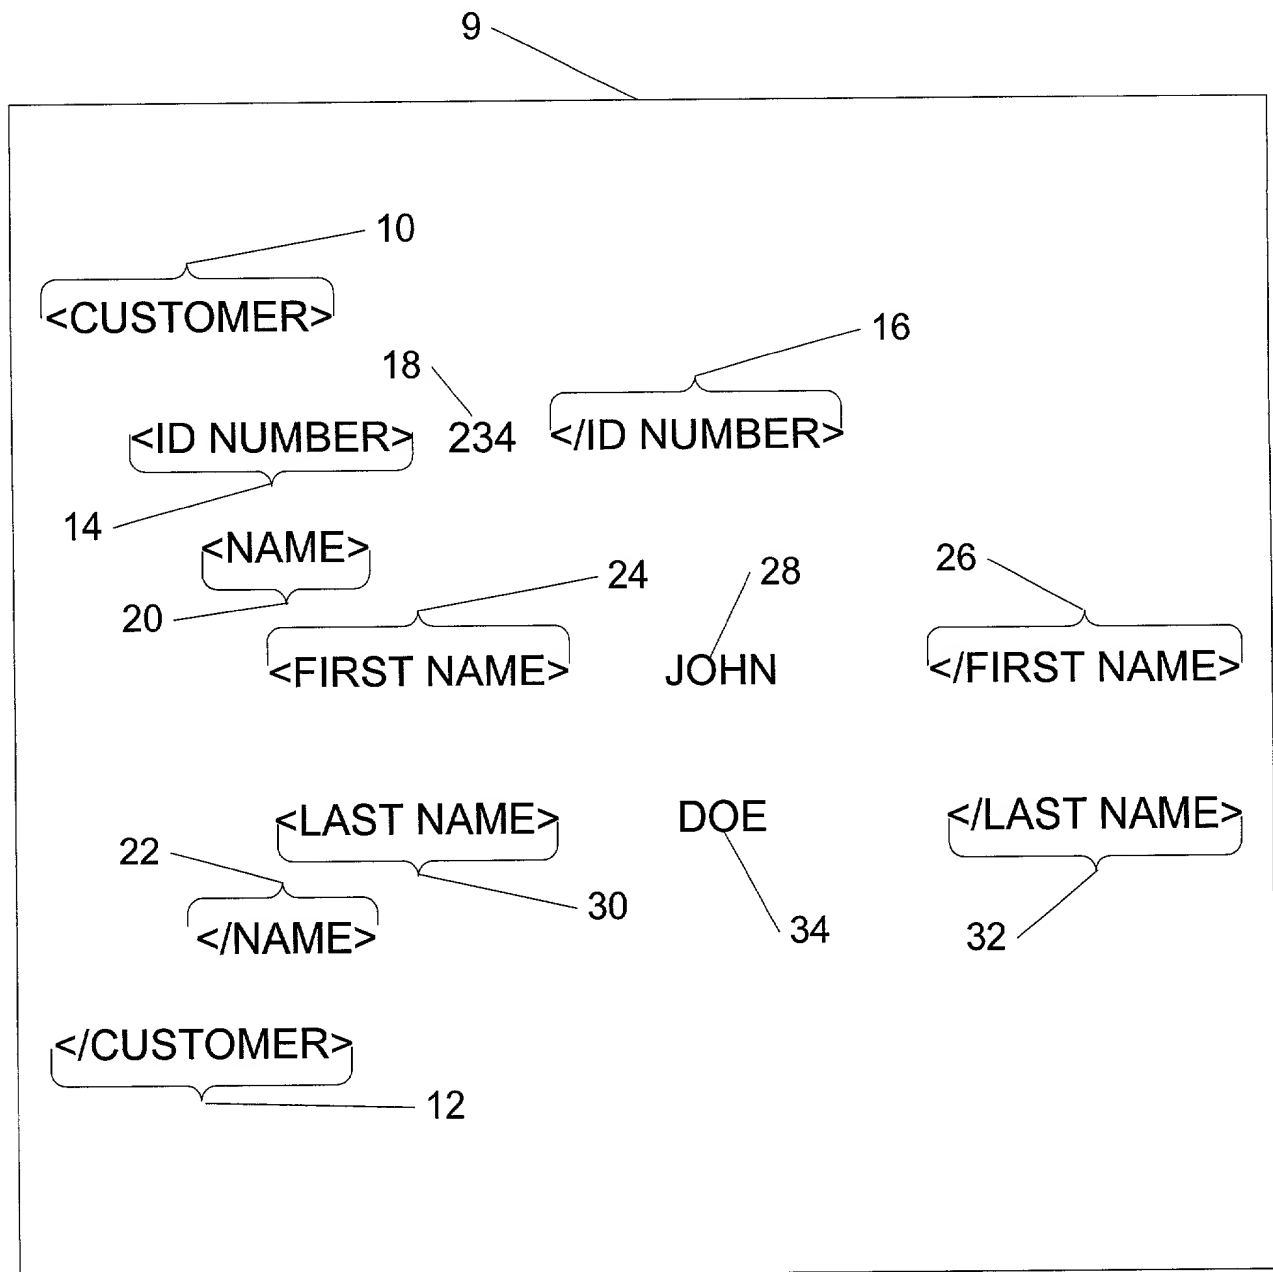 9
10
<CUSTOMER>
16
18
<ID NUMBER> 234 </ID NUMBER>
14
<NAME>
24 28 26
20
<FIRST NAME> JOHN </FIRST NAME>
<LAST NAME> DOE </LAST NAME>
22
30 34 32
</NAME>
</CUSTOMER>
12